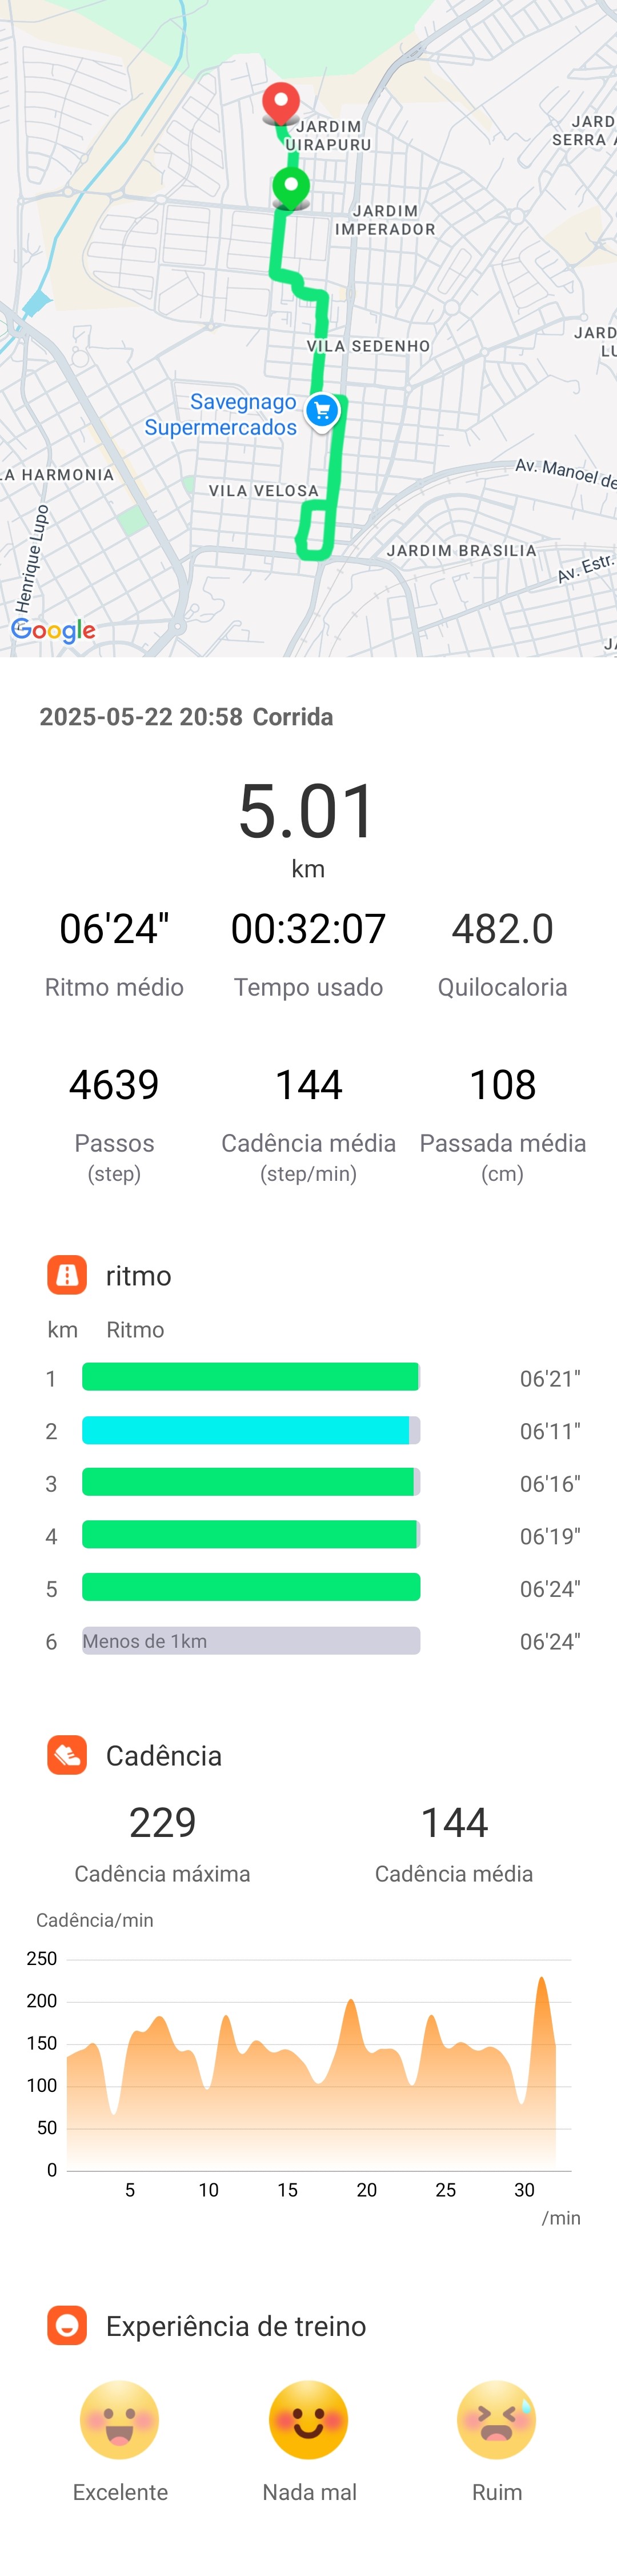 JARDIM
UIRAPURU
JARD
SERRA A
JARDIM
IMPERADOR
VILA SEDENHO
JARD
LU
Savegnago
Supermercados
LA HARMONIA
VILA VELOSA
Av. Manoel de
Henrique Lupo
JARDIM BRASILIA
Av. Estr.
Google
JA
2025-05-22 20:58 Corrida
5.01
km
06'24" 00:32:07 482.0
Ritmo médio Tempo usado Quilocaloria
4639 144 108
Passos Cadência média Passada média
(step) (step/min) (cm)
ritmo
km Ritmo
1 06'21"
2 06'11"
3 06'16"
4 06'19"
5 06'24"
6 Menos de 1km 06'24"
Cadência
229 144
Cadência máxima Cadência média
Cadência/min
250
200
150
100
50
0
5 10 15 20 25 30
/min
Experiência de treino
Excelente Nada mal Ruim